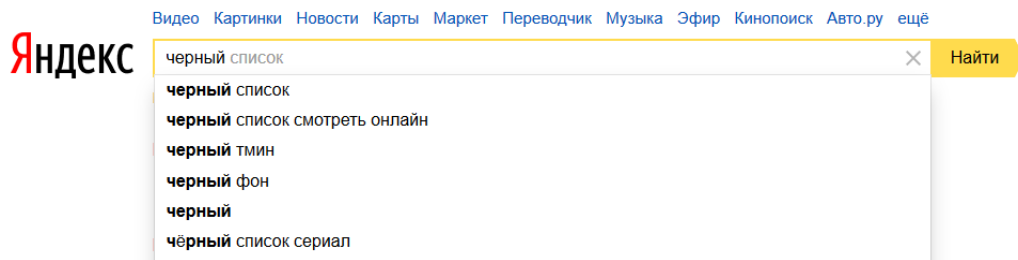 Видео Картинки Новости Карты Маркет Переводчик Музыка Эфир Кинопоиск Авто.ру ещё
Яндекс черный список Найти
черный список
черный список смотреть онлайн
черный тмин
черный фон
черный
чёрный список сериал